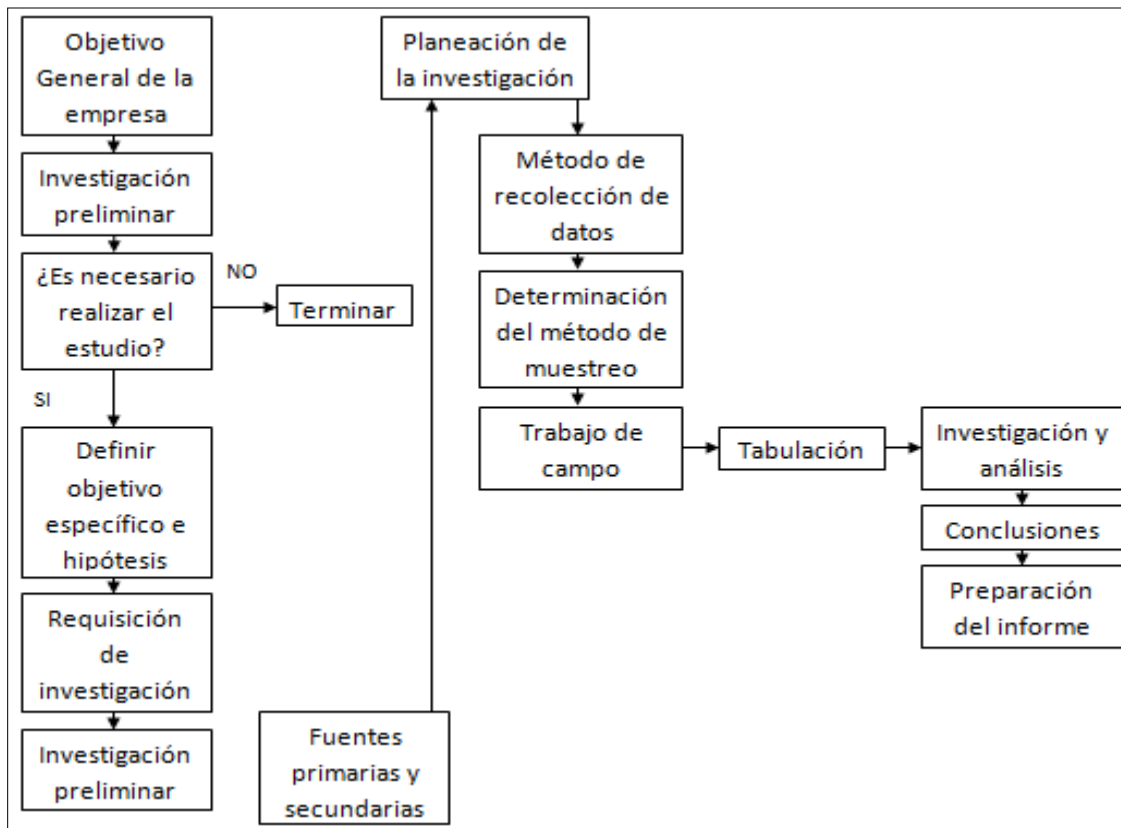 Objetivo
General de la
empresa
Investigación
preliminar
¿Es necesario
realizar el
estudio?
NO
Terminar
SI
Definir
objetivo
específico e
hipótesis
Requisición
de
investigación
Investigación
preliminar
Fuentes
primarias y
secundarias
Planeación de
la investigación
Método de
recolección de
datos
Determinación
del método de
muestreo
Trabajo de
campo
Tabulación
Investigación y
análisis
Conclusiones
Preparación
del informe